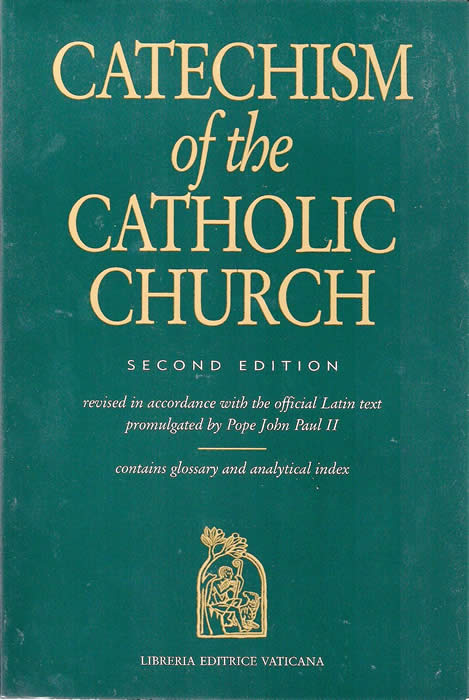 CATECHISM
of the
CATHOLIC
CHURCH
SECOND EDITION
revised in accordance with the official Latin text
promulgated by Pope John Paul II
contains glossary and analytical index
LIBRERIA EDITRICE VATICANA